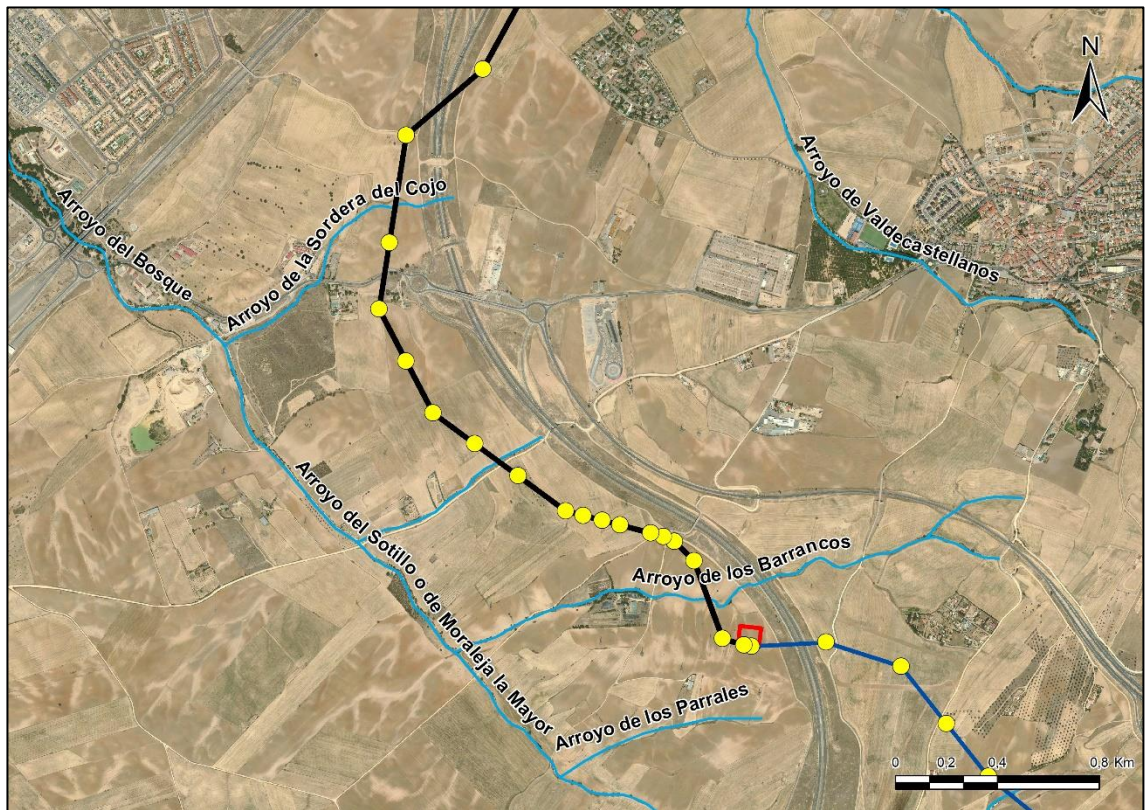 N
Arroyo de Valdecastellanos
Arroyo de la Sordera del Cojo
Arroyo del Bosque
Arroyo del Sotillo o de Moraleja la Mayor
Arroyo de los Barrancos
Arroyo de los Parrales
0 0,2 0,4 0,8 Km